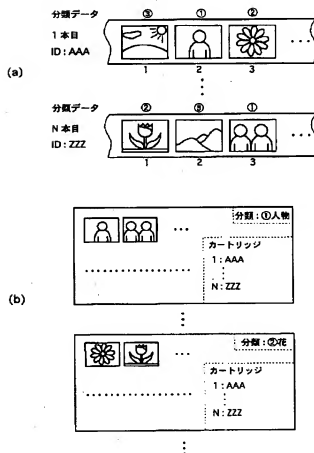 分類データ ③ ① ②
1本目
ID:AAA
(a)
1 2 3
分類データ ② ③ ①
N本目
ID:ZZZ
1 2 3
(b)
分類:①人物
カートリッジ
1:AAA
N:ZZZ
分類:②花
カートリッジ
1:AAA
N:ZZZ